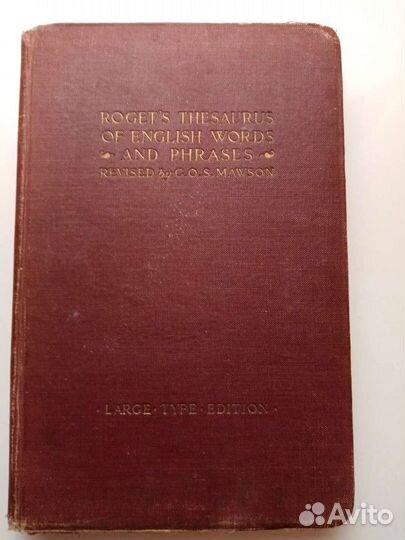 ROGET'S THESAURUS
OF ENGLISH WORDS
AND PHRASES
REVISED by C.O.S. MAWSON
· LARGE · TYPE · EDITION ·
Avito